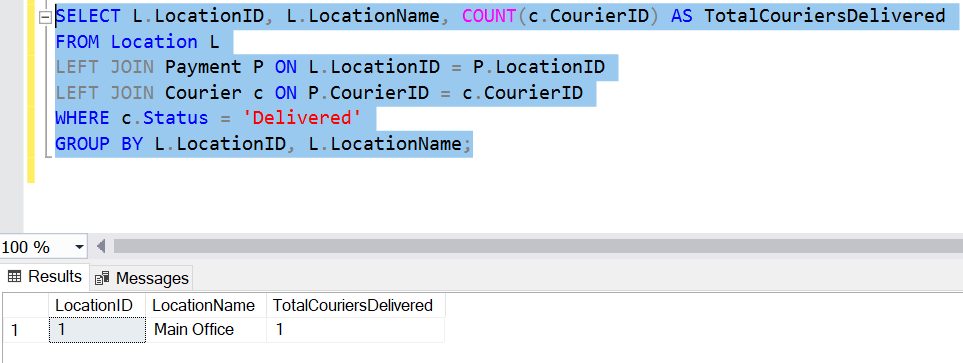 SELECT L.LocationID, L.LocationName, COUNT(c.CourierID) AS TotalCouriersDelivered
FROM Location L
LEFT JOIN Payment P ON L.LocationID = P.LocationID
LEFT JOIN Courier c ON P.CourierID = c.CourierID
WHERE c.Status = 'Delivered'
GROUP BY L.LocationID, L.LocationName;
100 %
Results Messages
LocationID LocationName TotalCouriersDelivered
1 1 Main Office 1